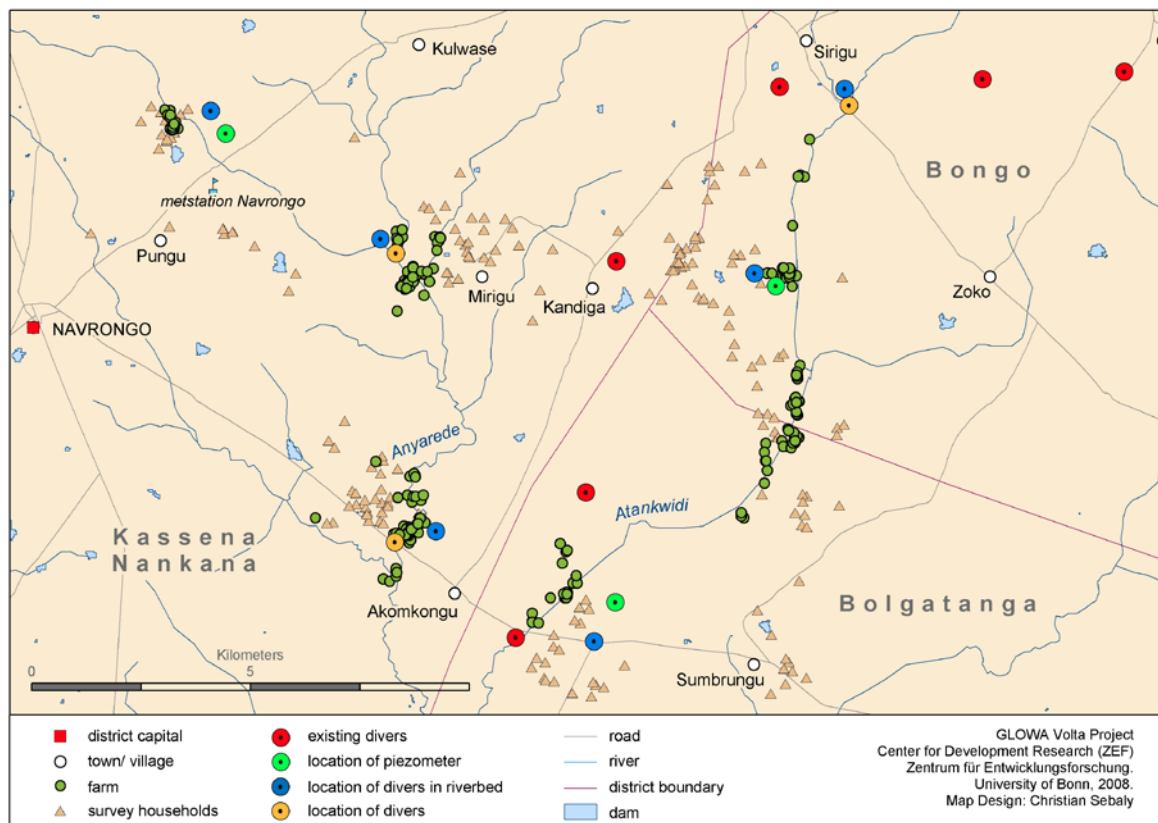 Kulwase
Sirigu
Bongo
metstation Navrongo
Pungu
Mirigu
Kandiga
Zoko
NAVRONGO
Anyarede
Atankwidi
Kassena
Nankana
Akomkongu
Bolgatanga
Sumbrungu
Kilometers
0 5
district capital
town/ village
farm
survey households
existing divers
location of piezometer
location of divers in riverbed
location of divers
road
river
district boundary
dam
GLOWA Volta Project
Center for Development Research (ZEF)
Zentrum für Entwicklungsforschung.
University of Bonn, 2008.
Map Design: Christian Sebaly